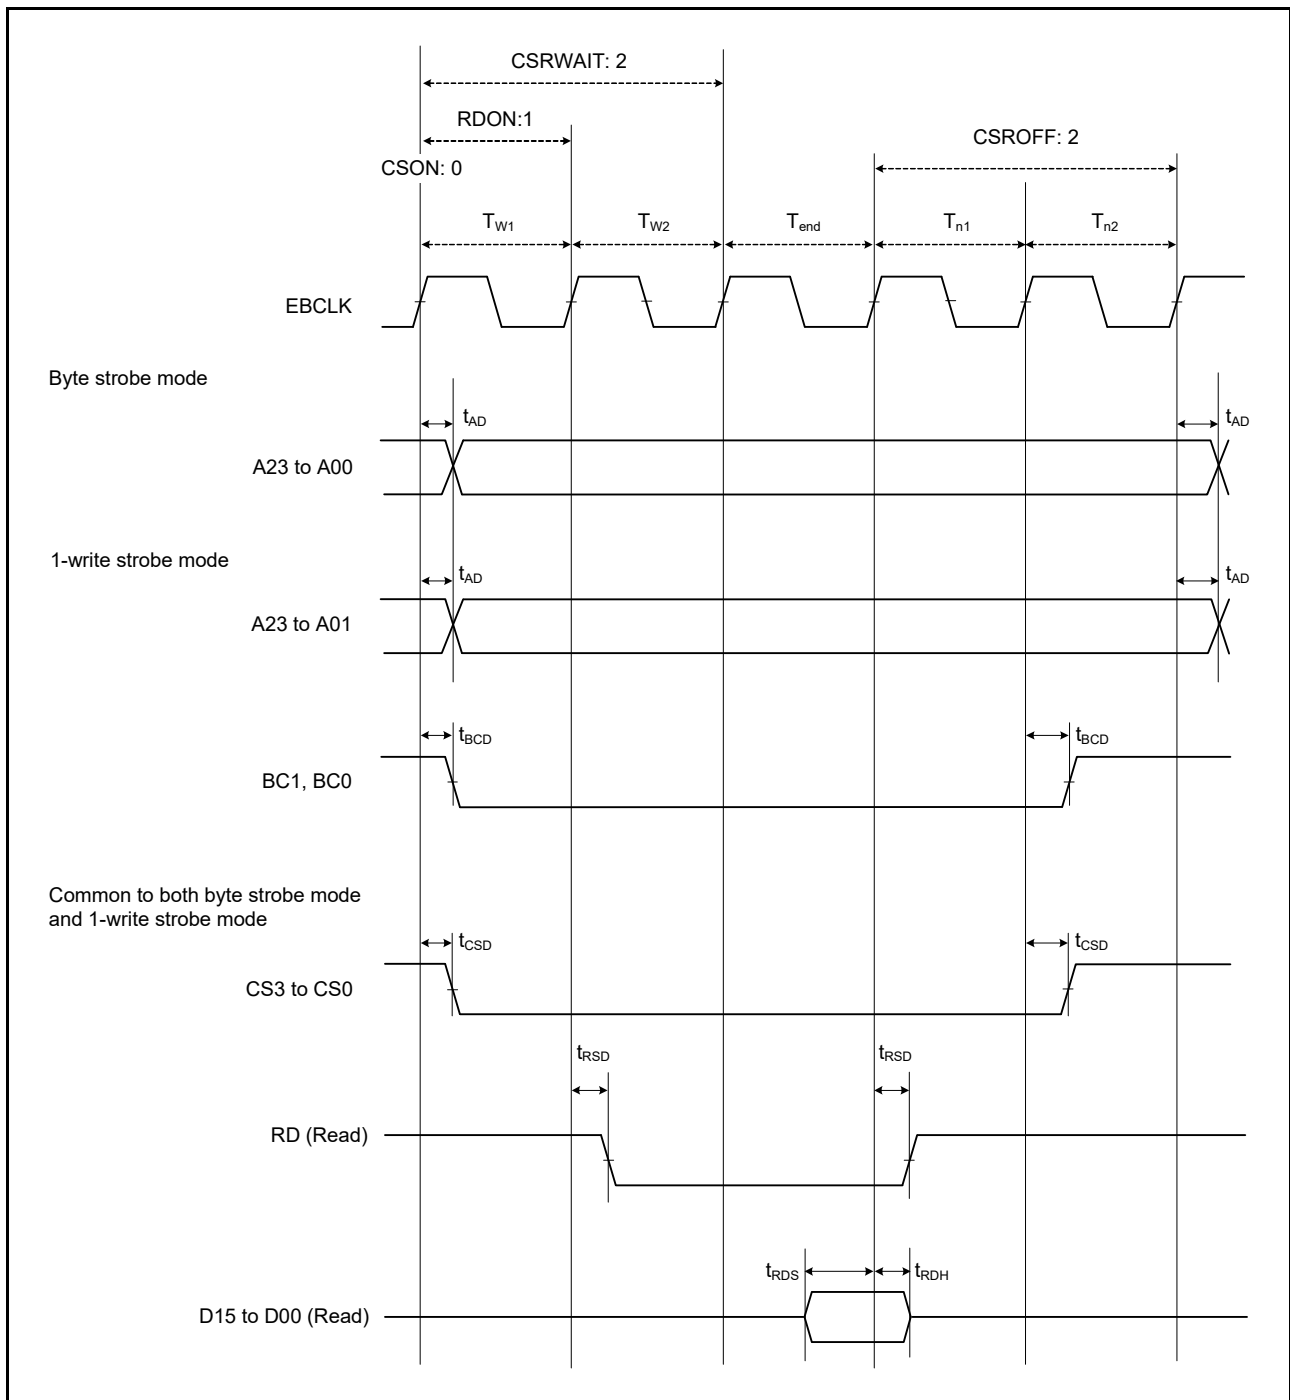 CSRWAIT: 2
RDON:1
CSROFF: 2
CSON: 0
TW1
TW2
Tend
Tn1
Tn2
EBCLK
Byte strobe mode
tAD
tAD
A23 to A00
1-write strobe mode
tAD
tAD
A23 to A01
tBCD
tBCD
BC1, BC0
Common to both byte strobe mode
and 1-write strobe mode
tCSD
tCSD
CS3 to CS0
tRSD
tRSD
RD (Read)
tRDS
tRDH
D15 to D00 (Read)